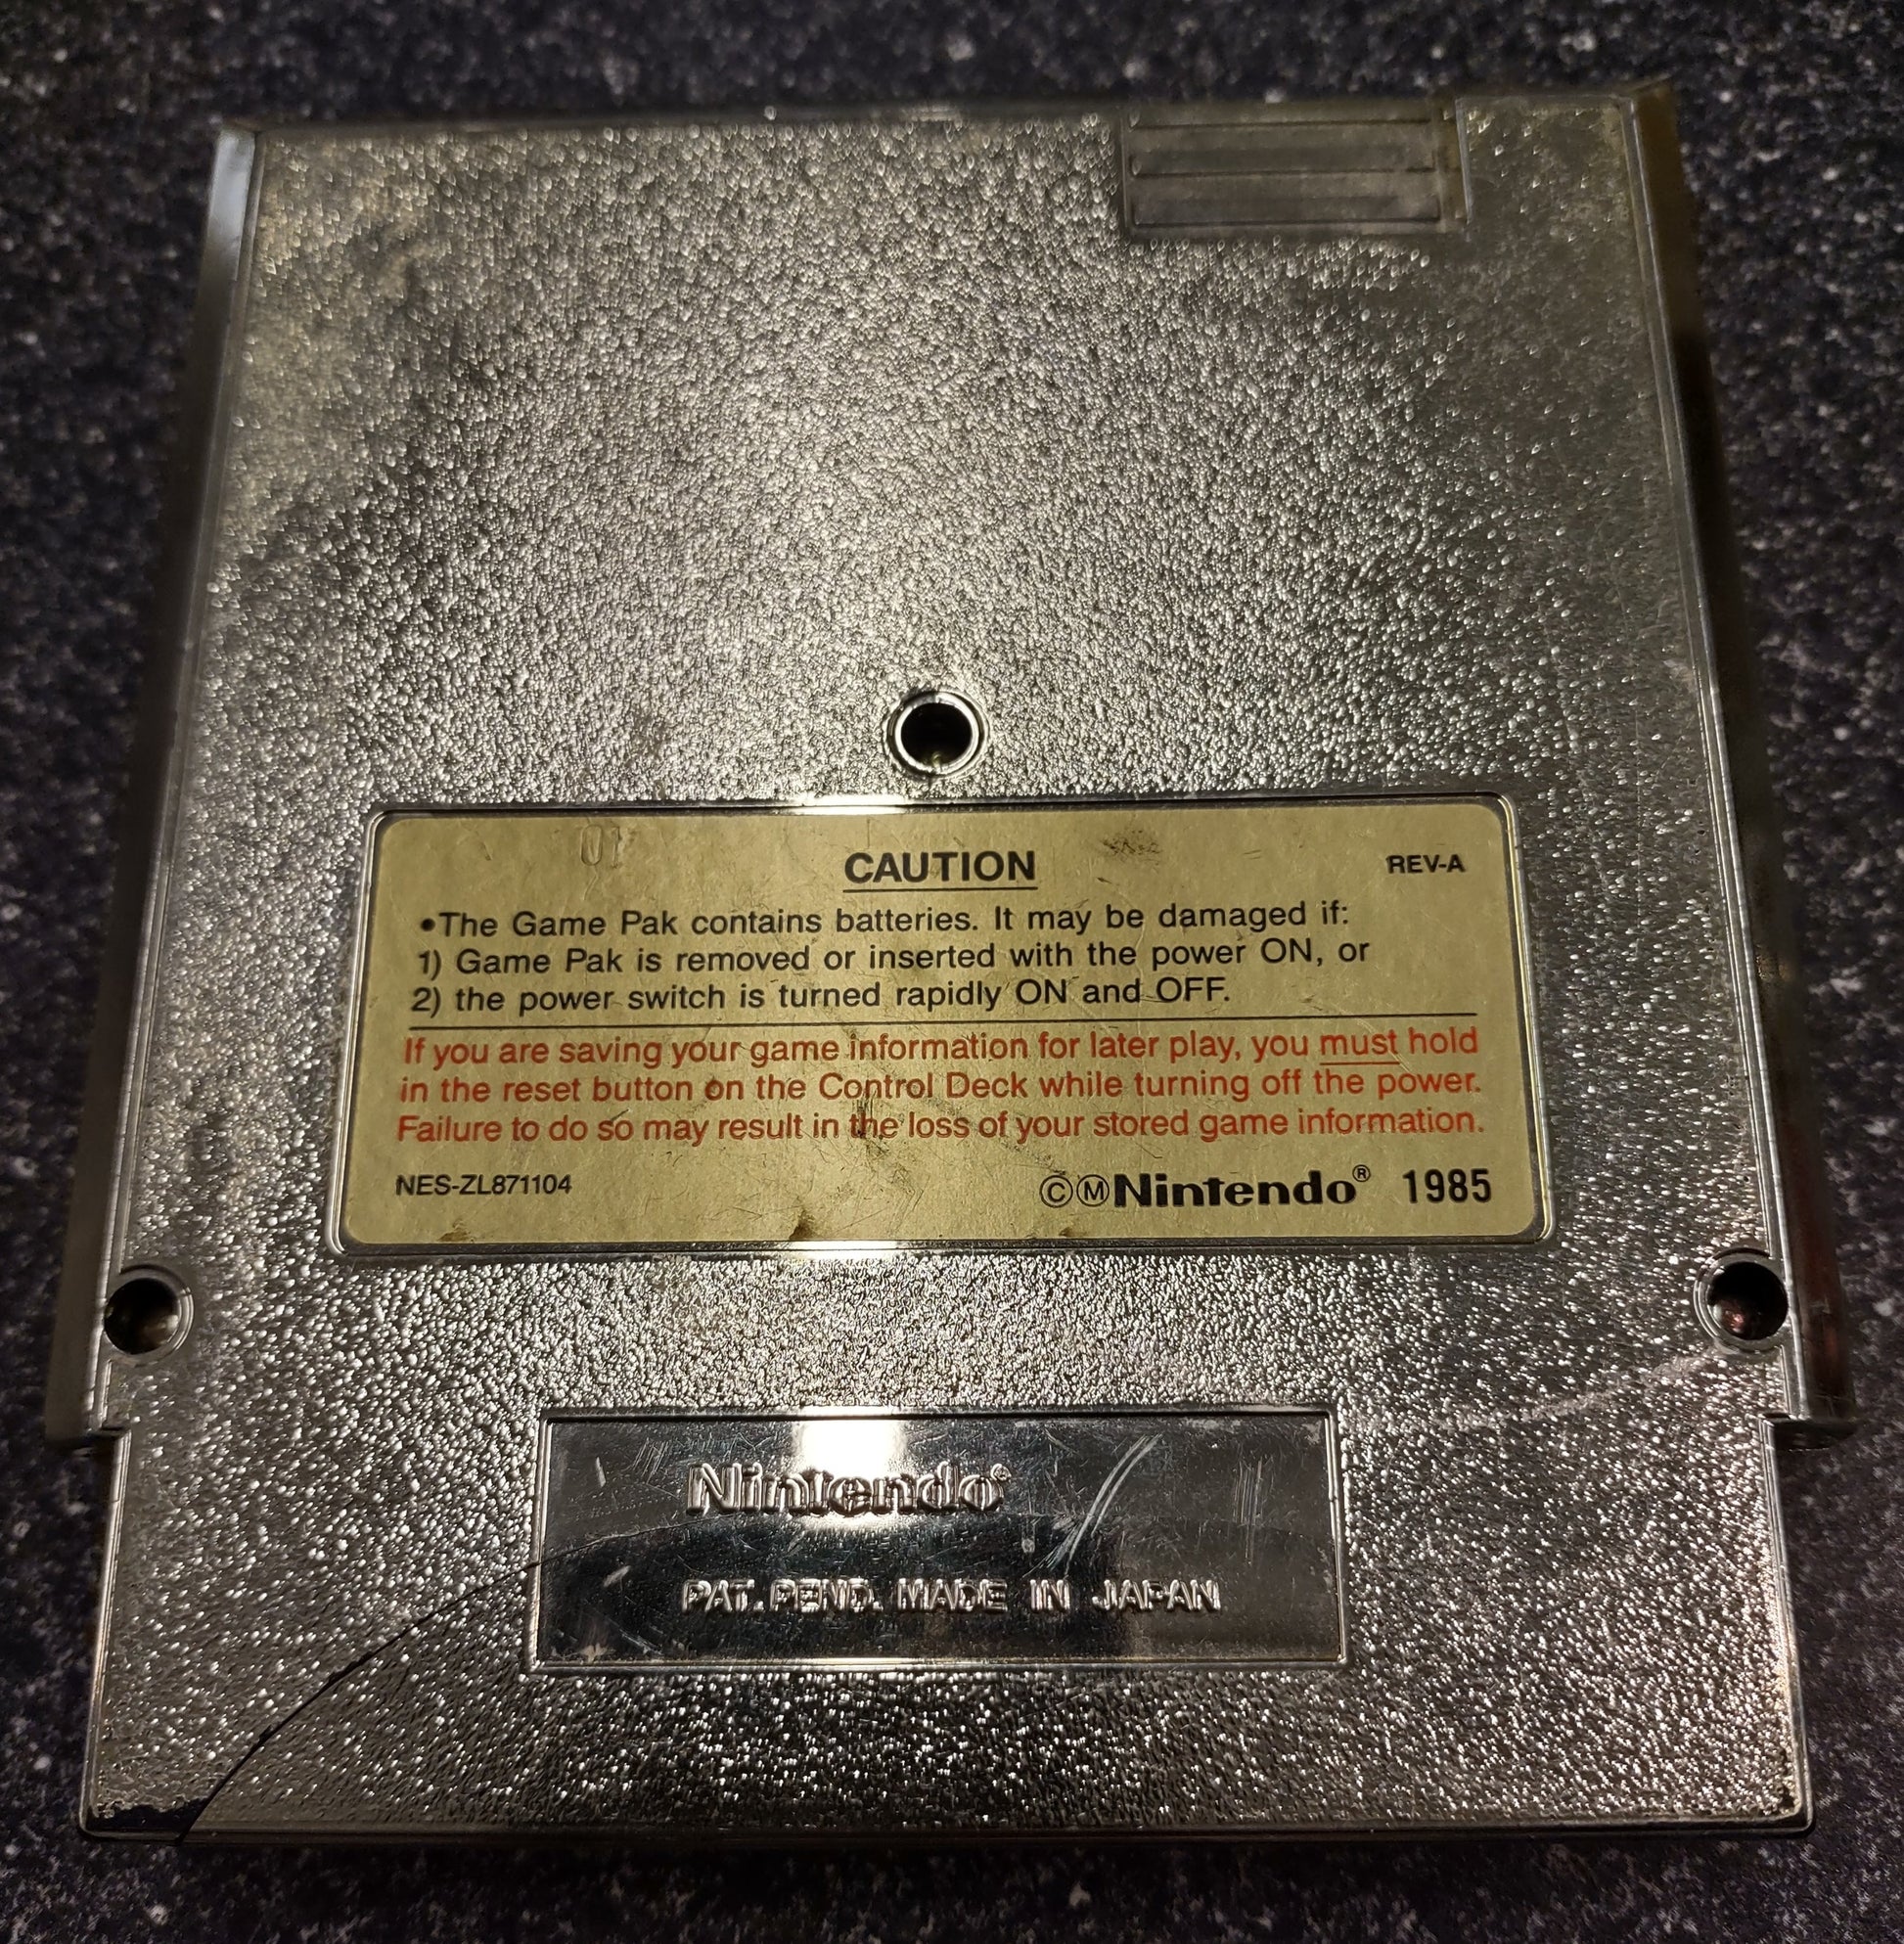 01
CAUTION
REV-A
•The Game Pak contains batteries. It may be damaged if:
1) Game Pak is removed or inserted with the power ON, or
2) the power switch is turned rapidly ON and OFF.
If you are saving your game information for later play, you must hold
in the reset button on the Control Deck while turning off the power.
Failure to do so may result in the loss of your stored game information.
NES-ZL871104
©ⓂNintendo® 1985
Nintendo®
PAT. PEND. MADE IN JAPAN